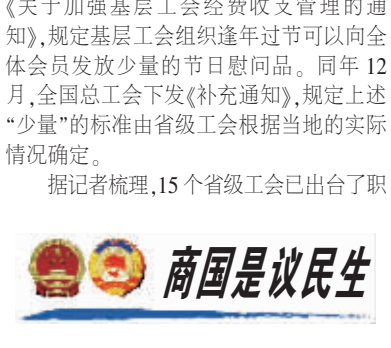 《关于加强基层工会经费收支管理的通
知》,规定基层工会组织逢年过节可以向全
体会员发放少量的节日慰问品。同年12
月,全国总工会下发《补充通知》,规定上述
“少量”的标准由省级工会根据当地的实际
情况确定。
据记者梳理,15个省级工会已出台了职
商国是议民生